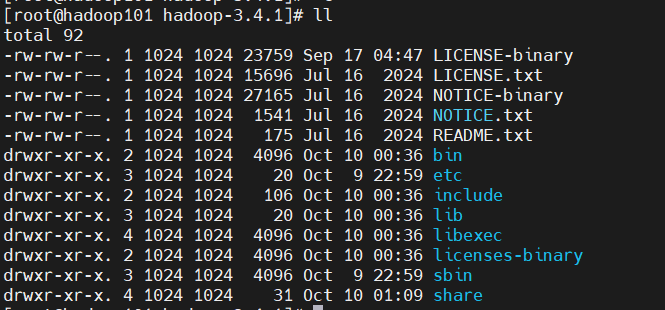 [root@hadoop101 hadoop-3.4.1]# ll
total 92
-rw-rw-r--. 1 1024 1024 23759 Sep 17 04:47 LICENSE-binary
-rw-rw-r--. 1 1024 1024 15696 Jul 16  2024 LICENSE.txt
-rw-rw-r--. 1 1024 1024 27165 Jul 16  2024 NOTICE-binary
-rw-rw-r--. 1 1024 1024  1541 Jul 16  2024 NOTICE.txt
-rw-rw-r--. 1 1024 1024   175 Jul 16  2024 README.txt
drwxr-xr-x. 2 1024 1024  4096 Oct 10 00:36 bin
drwxr-xr-x. 3 1024 1024    20 Oct  9 22:59 etc
drwxr-xr-x. 2 1024 1024   106 Oct 10 00:36 include
drwxr-xr-x. 3 1024 1024    20 Oct 10 00:36 lib
drwxr-xr-x. 4 1024 1024  4096 Oct 10 00:36 libexec
drwxr-xr-x. 2 1024 1024  4096 Oct 10 00:36 licenses-binary
drwxr-xr-x. 3 1024 1024  4096 Oct  9 22:59 sbin
drwxr-xr-x. 4 1024 1024    31 Oct 10 01:09 share